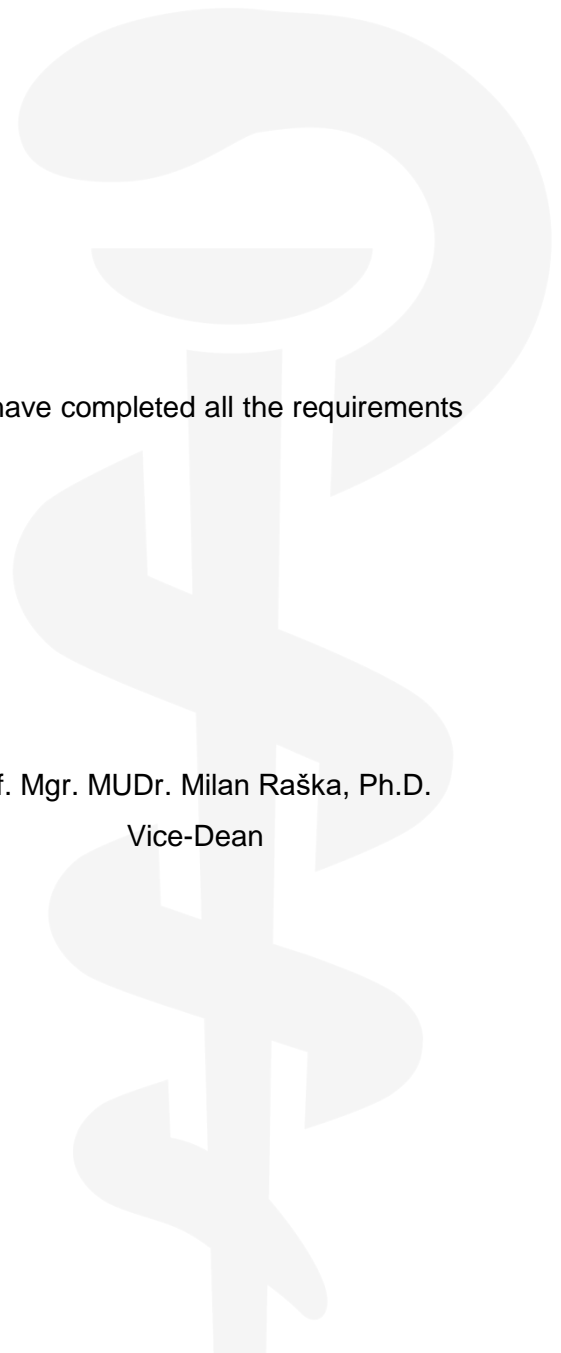 have completed all the requirements
f. Mgr. MUDr. Milan Raška, Ph.D.
Vice-Dean